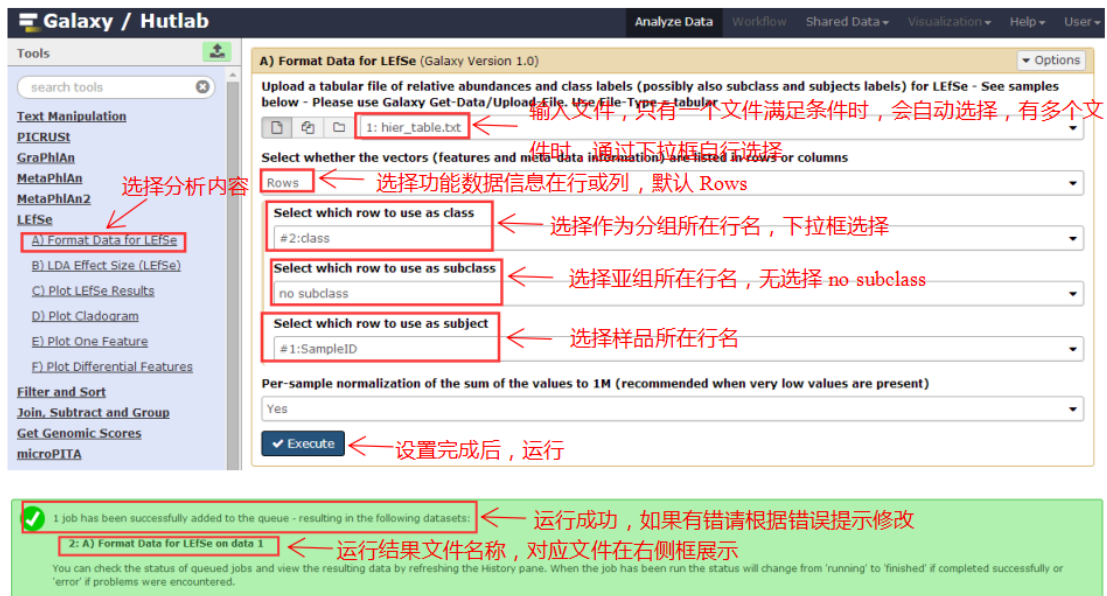 Galaxy / Hutlab
Analyze Data Workflow Shared Data Visualization Help User
Tools
search tools
Text Manipulation
PICRUSt
GraPhlAn
MetaPhlAn
MetaPhlAn2
LEfSe
A) Format Data for LEfSe
B) LDA Effect Size (LEfSe)
C) Plot LEfSe Results
D) Plot Cladogram
E) Plot One Feature
F) Plot Differential Features
Filter and Sort
Join, Subtract and Group
Get Genomic Scores
microPITA
选择分析内容
A) Format Data for LEfSe (Galaxy Version 1.0)
Options
Upload a tabular file of relative abundances and class labels (possibly also subclass and subjects labels) for LEfSe - See samples
below - Please use Galaxy Get-Data/Upload-File. Use File-Type = tabular
输入文件，只有一个文件满足条件时，会自动选择，有多个文
1: hier_table.txt
件时，通过下拉框自行选择
Select whether the vectors (features and meta-data information) are listed in rows or columns
Rows
选择功能数据信息在行或列，默认 Rows
Select which row to use as class
#2:class
选择作为分组所在行名，下拉框选择
Select which row to use as subclass
no subclass
选择亚组所在行名，无选择 no subclass
Select which row to use as subject
#1:SampleID
选择样品所在行名
Per-sample normalization of the sum of the values to 1M (recommended when very low values are present)
Yes
Execute
设置完成后，运行
1 job has been successfully added to the queue - resulting in the following datasets:
运行成功，如果有错请根据错误提示修改
2: A) Format Data for LEfSe on data 1
运行结果文件名称，对应文件在右侧框展示
You can check the status of queued jobs and view the resulting data by refreshing the History pane. When the job has been run the status will change from 'running' to 'finished' if completed successfully or
'error' if problems were encountered.